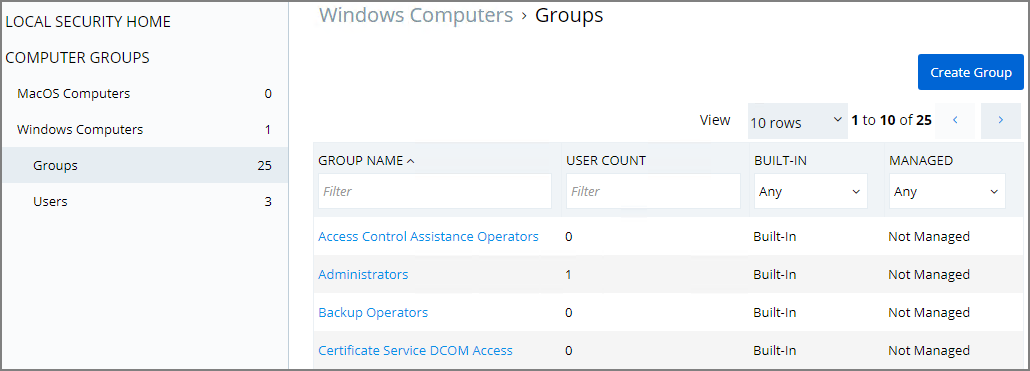 LOCAL SECURITY HOME
COMPUTER GROUPS
MacOS Computers 0
Windows Computers 1
Groups 25
Users 3
Windows Computers › Groups
Create Group
View 10 rows 1 to 10 of 25 ‹ ›
GROUP NAME USER COUNT BUILT-IN MANAGED
Filter Filter Any Any
Access Control Assistance Operators 0 Built-In Not Managed
Administrators 1 Built-In Not Managed
Backup Operators 0 Built-In Not Managed
Certificate Service DCOM Access 0 Built-In Not Managed